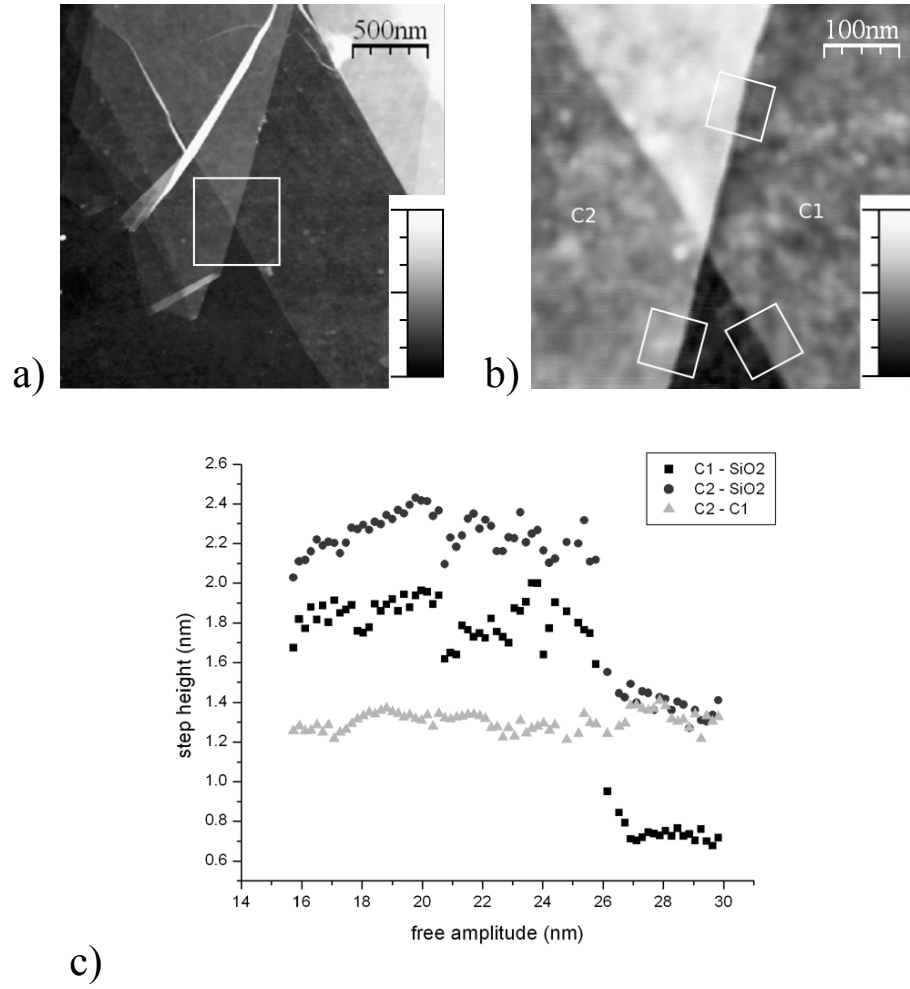 500nm
100nm
C2
C1
a)
b)
2.6
2.4
2.2
2.0
1.8
1.6
1.4
1.2
1.0
0.8
0.6
step height (nm)
C1 - SiO2
C2 - SiO2
C2 - C1
14 16 18 20 22 24 26 28 30
free amplitude (nm)
c)